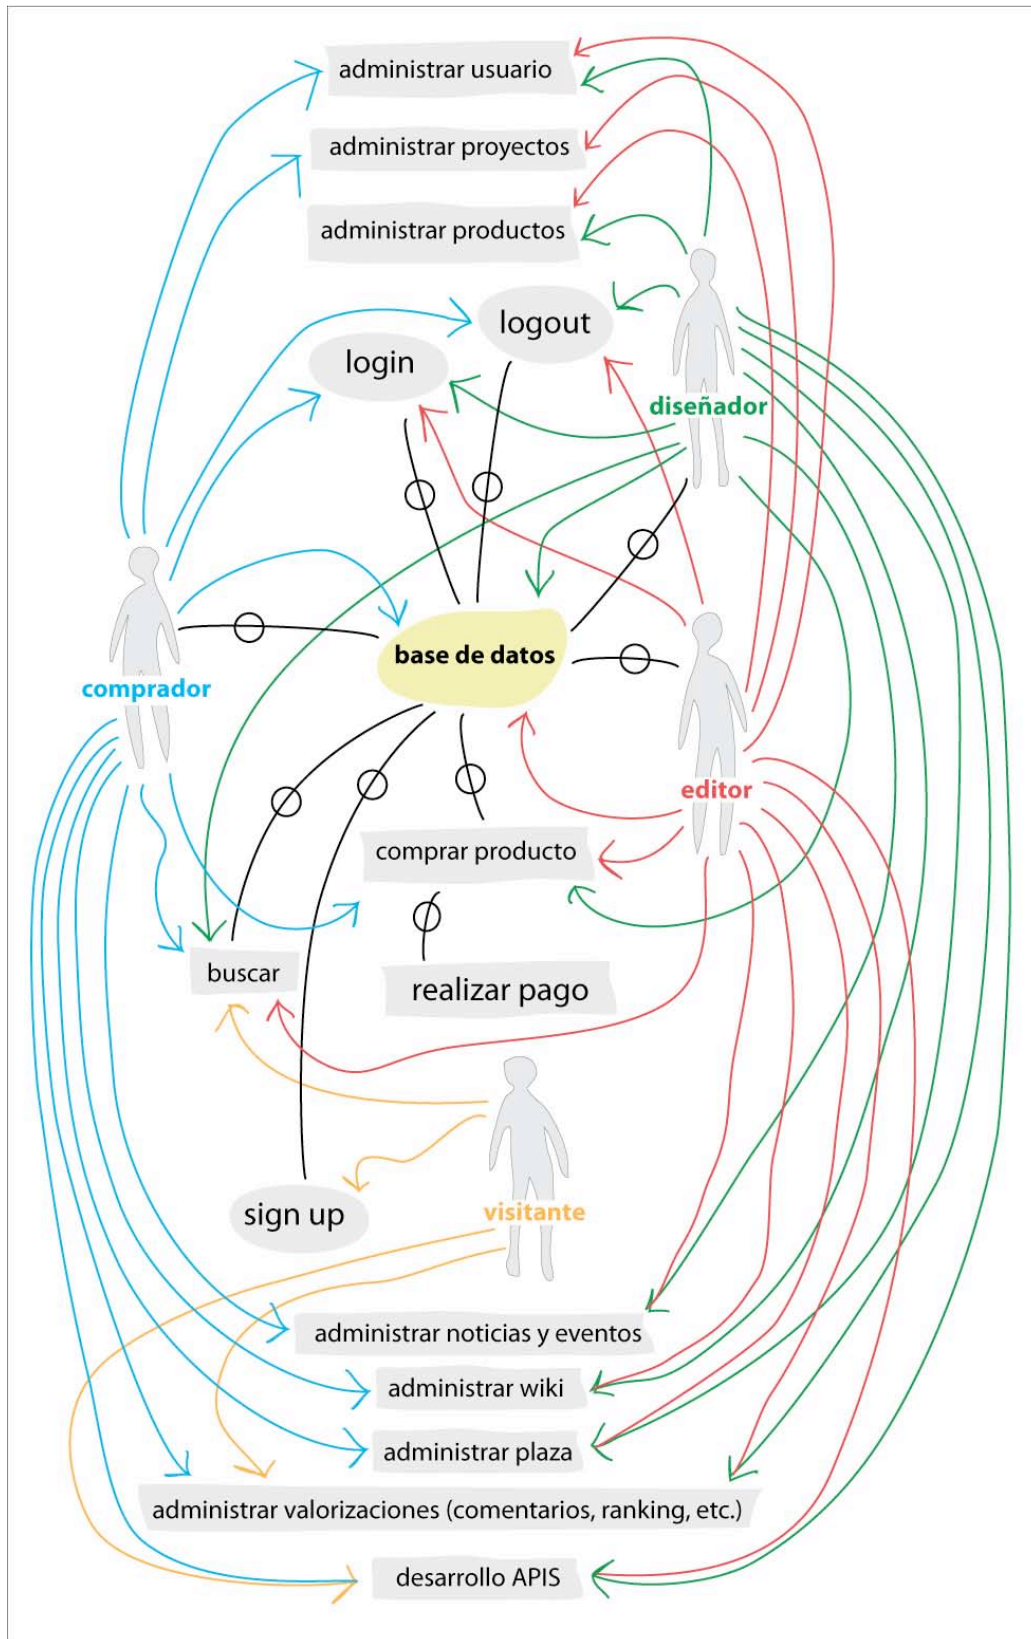 administrar usuario
administrar proyectos
administrar productos
logout
login
diseñador
base de datos
comprador
editor
comprar producto
buscar
realizar pago
sign up
visitante
administrar noticias y eventos
administrar wiki
administrar plaza
administrar valorizaciones (comentarios, ranking, etc.)
desarrollo APIS